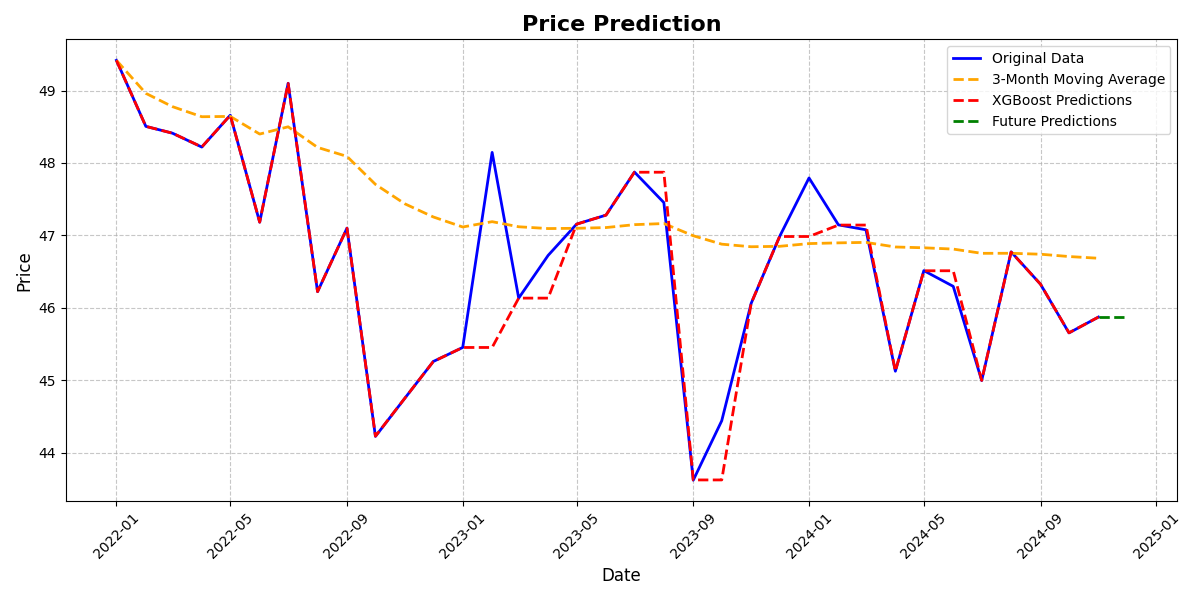 Price Prediction
Original Data
3-Month Moving Average
XGBoost Predictions
Future Predictions
Price
49
48
47
46
45
44
2022-01
2022-05
2022-09
2023-01
2023-05
2023-09
2024-01
2024-05
2024-09
2025-01
Date